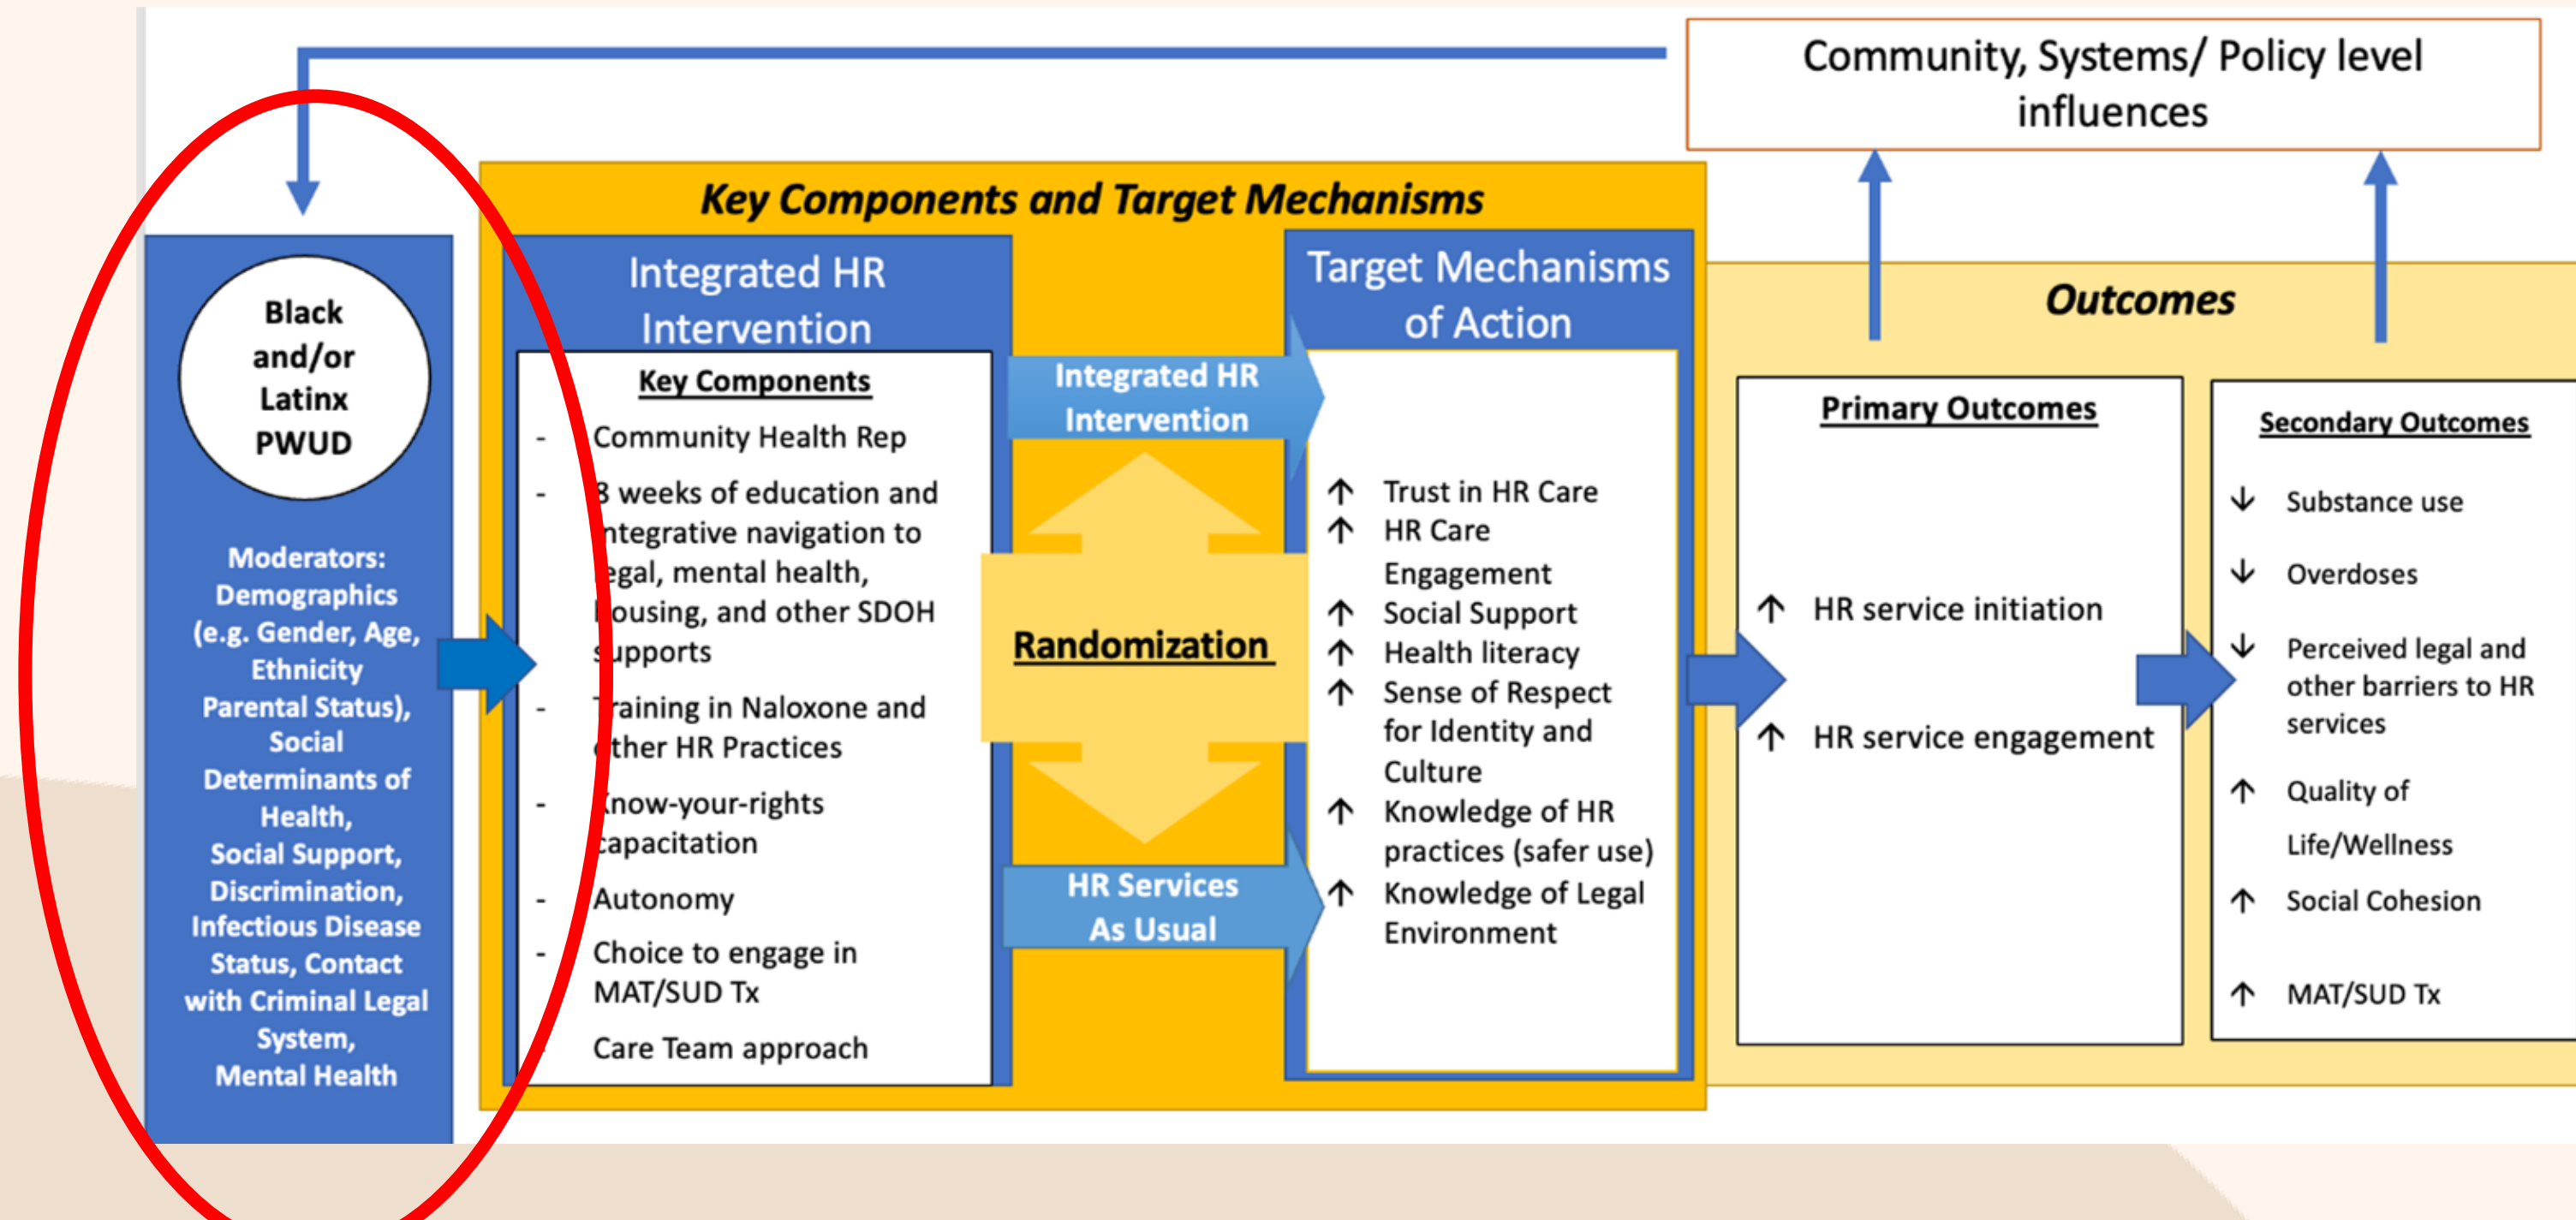 Community, Systems/ Policy level
influences
Key Components and Target Mechanisms
Black
and/or
Latinx
PWUD
Moderators:
Demographics
(e.g. Gender, Age,
Ethnicity
Parental Status),
Social
Determinants of
Health,
Social Support,
Discrimination,
Infectious Disease
Status, Contact
with Criminal Legal
System,
Mental Health
Integrated HR
Intervention
Key Components
- Community Health Rep
- 8 weeks of education and
integrative navigation to
legal, mental health,
housing, and other SDOH
supports
- Training in Naloxone and
other HR Practices
- Know-your-rights
capacitation
- Autonomy
- Choice to engage in
MAT/SUD Tx
- Care Team approach
Integrated HR
Intervention
Randomization
HR Services
As Usual
Target Mechanisms
of Action
↑ Trust in HR Care
↑ HR Care
Engagement
↑ Social Support
↑ Health literacy
↑ Sense of Respect
for Identity and
Culture
↑ Knowledge of HR
practices (safer use)
↑ Knowledge of Legal
Environment
Outcomes
Primary Outcomes
↑ HR service initiation
↑ HR service engagement
Secondary Outcomes
↓ Substance use
↓ Overdoses
↓ Perceived legal and
other barriers to HR
services
↑ Quality of
Life/Wellness
↑ Social Cohesion
↑ MAT/SUD Tx